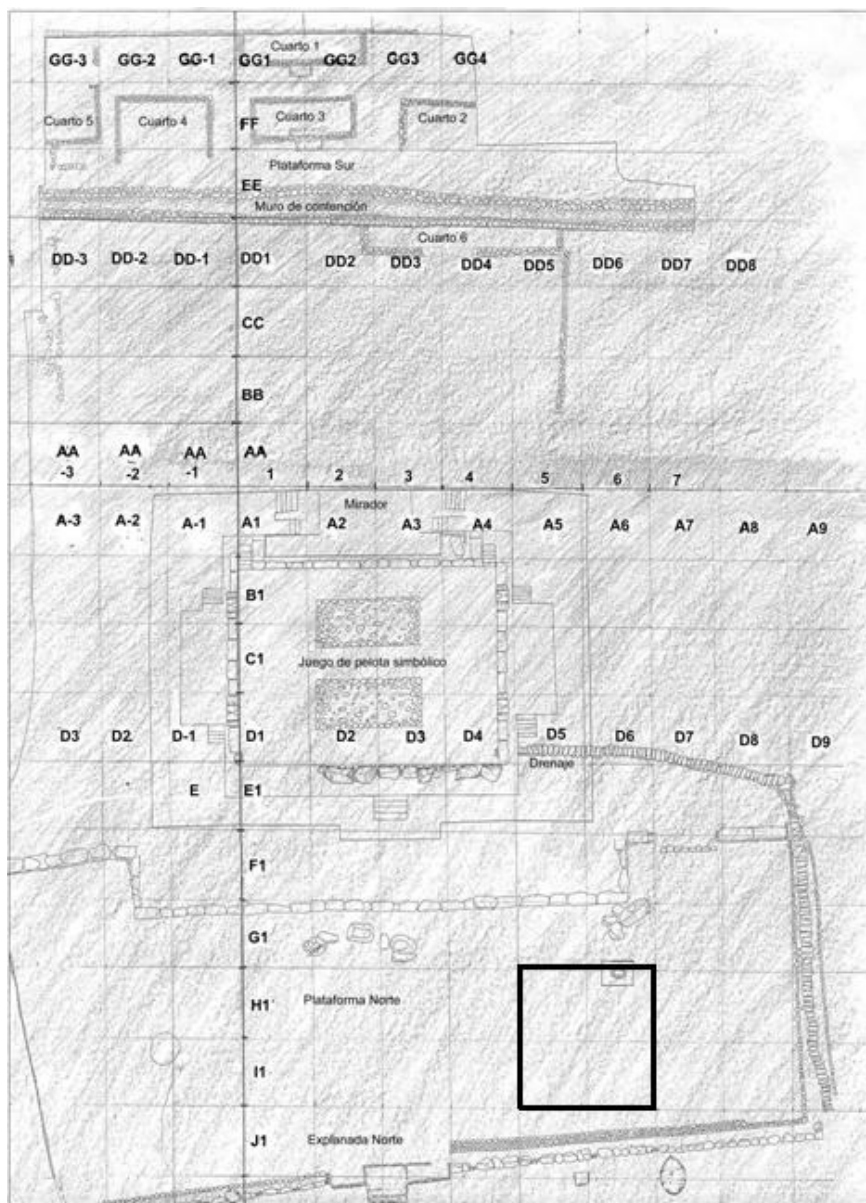 Cuarto 1
GG-3 GG-2 GG-1 GG1 GG2 GG3 GG4
Cuarto 5 Cuarto 4 FF Cuarto 3 Cuarto 2
Plataforma Sur
EE
Muro de contención
Cuarto 6
DD-3 DD-2 DD-1 DD1 DD2 DD3 DD4 DD5 DD6 DD7 DD8
CC
BB
AA AA AA AA
-3 -2 -1 1 2 3 4 5 6 7
Mirador
A-3 A-2 A-1 A1 A2 A3 A4 A5 A6 A7 A8 A9
B1
C1 Juego de pelota simbólico
D3 D2 D-1 D1 D2 D3 D4 D5 D6 D7 D8 D9
Drenaje
E E1
F1
G1
H1 Plataforma Norte
I1
J1 Explanada Norte